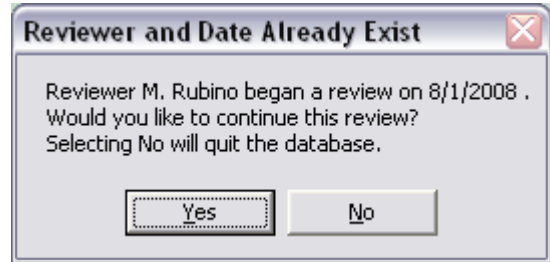 Reviewer and Date Already Exist
Reviewer M. Rubino began a review on 8/1/2008 .
Would you like to continue this review?
Selecting No will quit the database.
Yes No